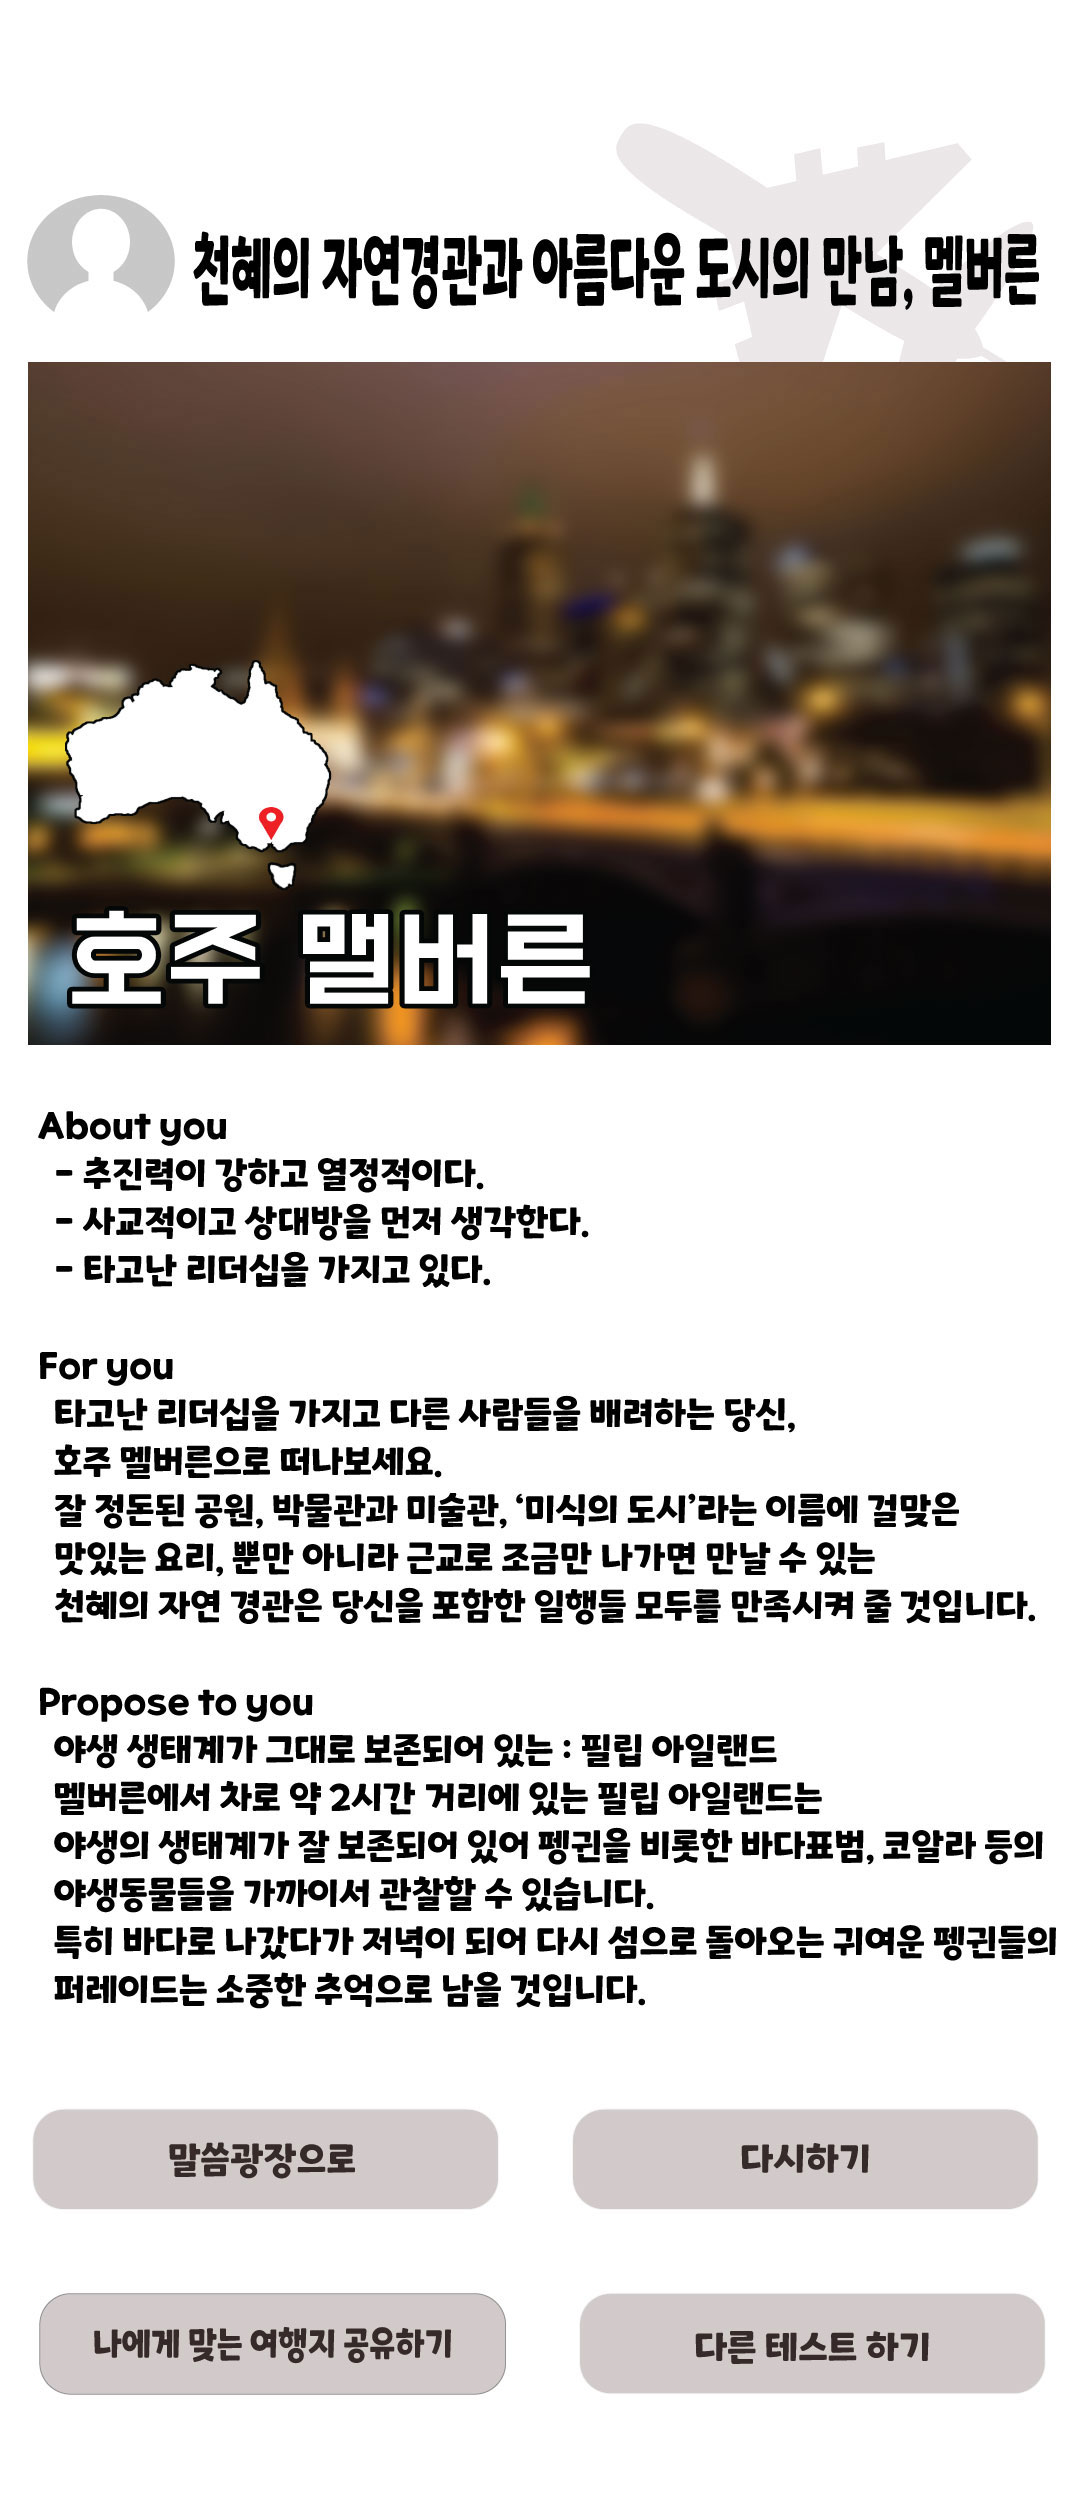 천혜의 자연경관과 아름다운 도시의 만남, 멜버른
호주 맬버른
About you
- 추진력이 강하고 열정적이다.
- 사교적이고 상대방을 먼저 생각한다.
- 타고난 리더십을 가지고 있다.
For you
타고난 리더십을 가지고 다른 사람들을 배려하는 당신,
호주 멜버른으로 떠나보세요.
잘 정돈된 공원, 박물관과 미술관, ‘미식의 도시’라는 이름에 걸맞은
맛있는 요리, 뿐만 아니라 근교로 조금만 나가면 만날 수 있는
천혜의 자연 경관은 당신을 포함한 일행들 모두를 만족시켜 줄 것입니다.
Propose to you
야생 생태계가 그대로 보존되어 있는 : 필립 아일랜드
멜버른에서 차로 약 2시간 거리에 있는 필립 아일랜드는
야생의 생태계가 잘 보존되어 있어 펭귄을 비롯한 바다표범, 코알라 등의
야생동물들을 가까이서 관찰할 수 있습니다.
특히 바다로 나갔다가 저녁이 되어 다시 섬으로 돌아오는 귀여운 펭귄들의
퍼레이드는 소중한 추억으로 남을 것입니다.
말씀광장으로
다시하기
나에게 맞는 여행지 공유하기
다른 테스트 하기